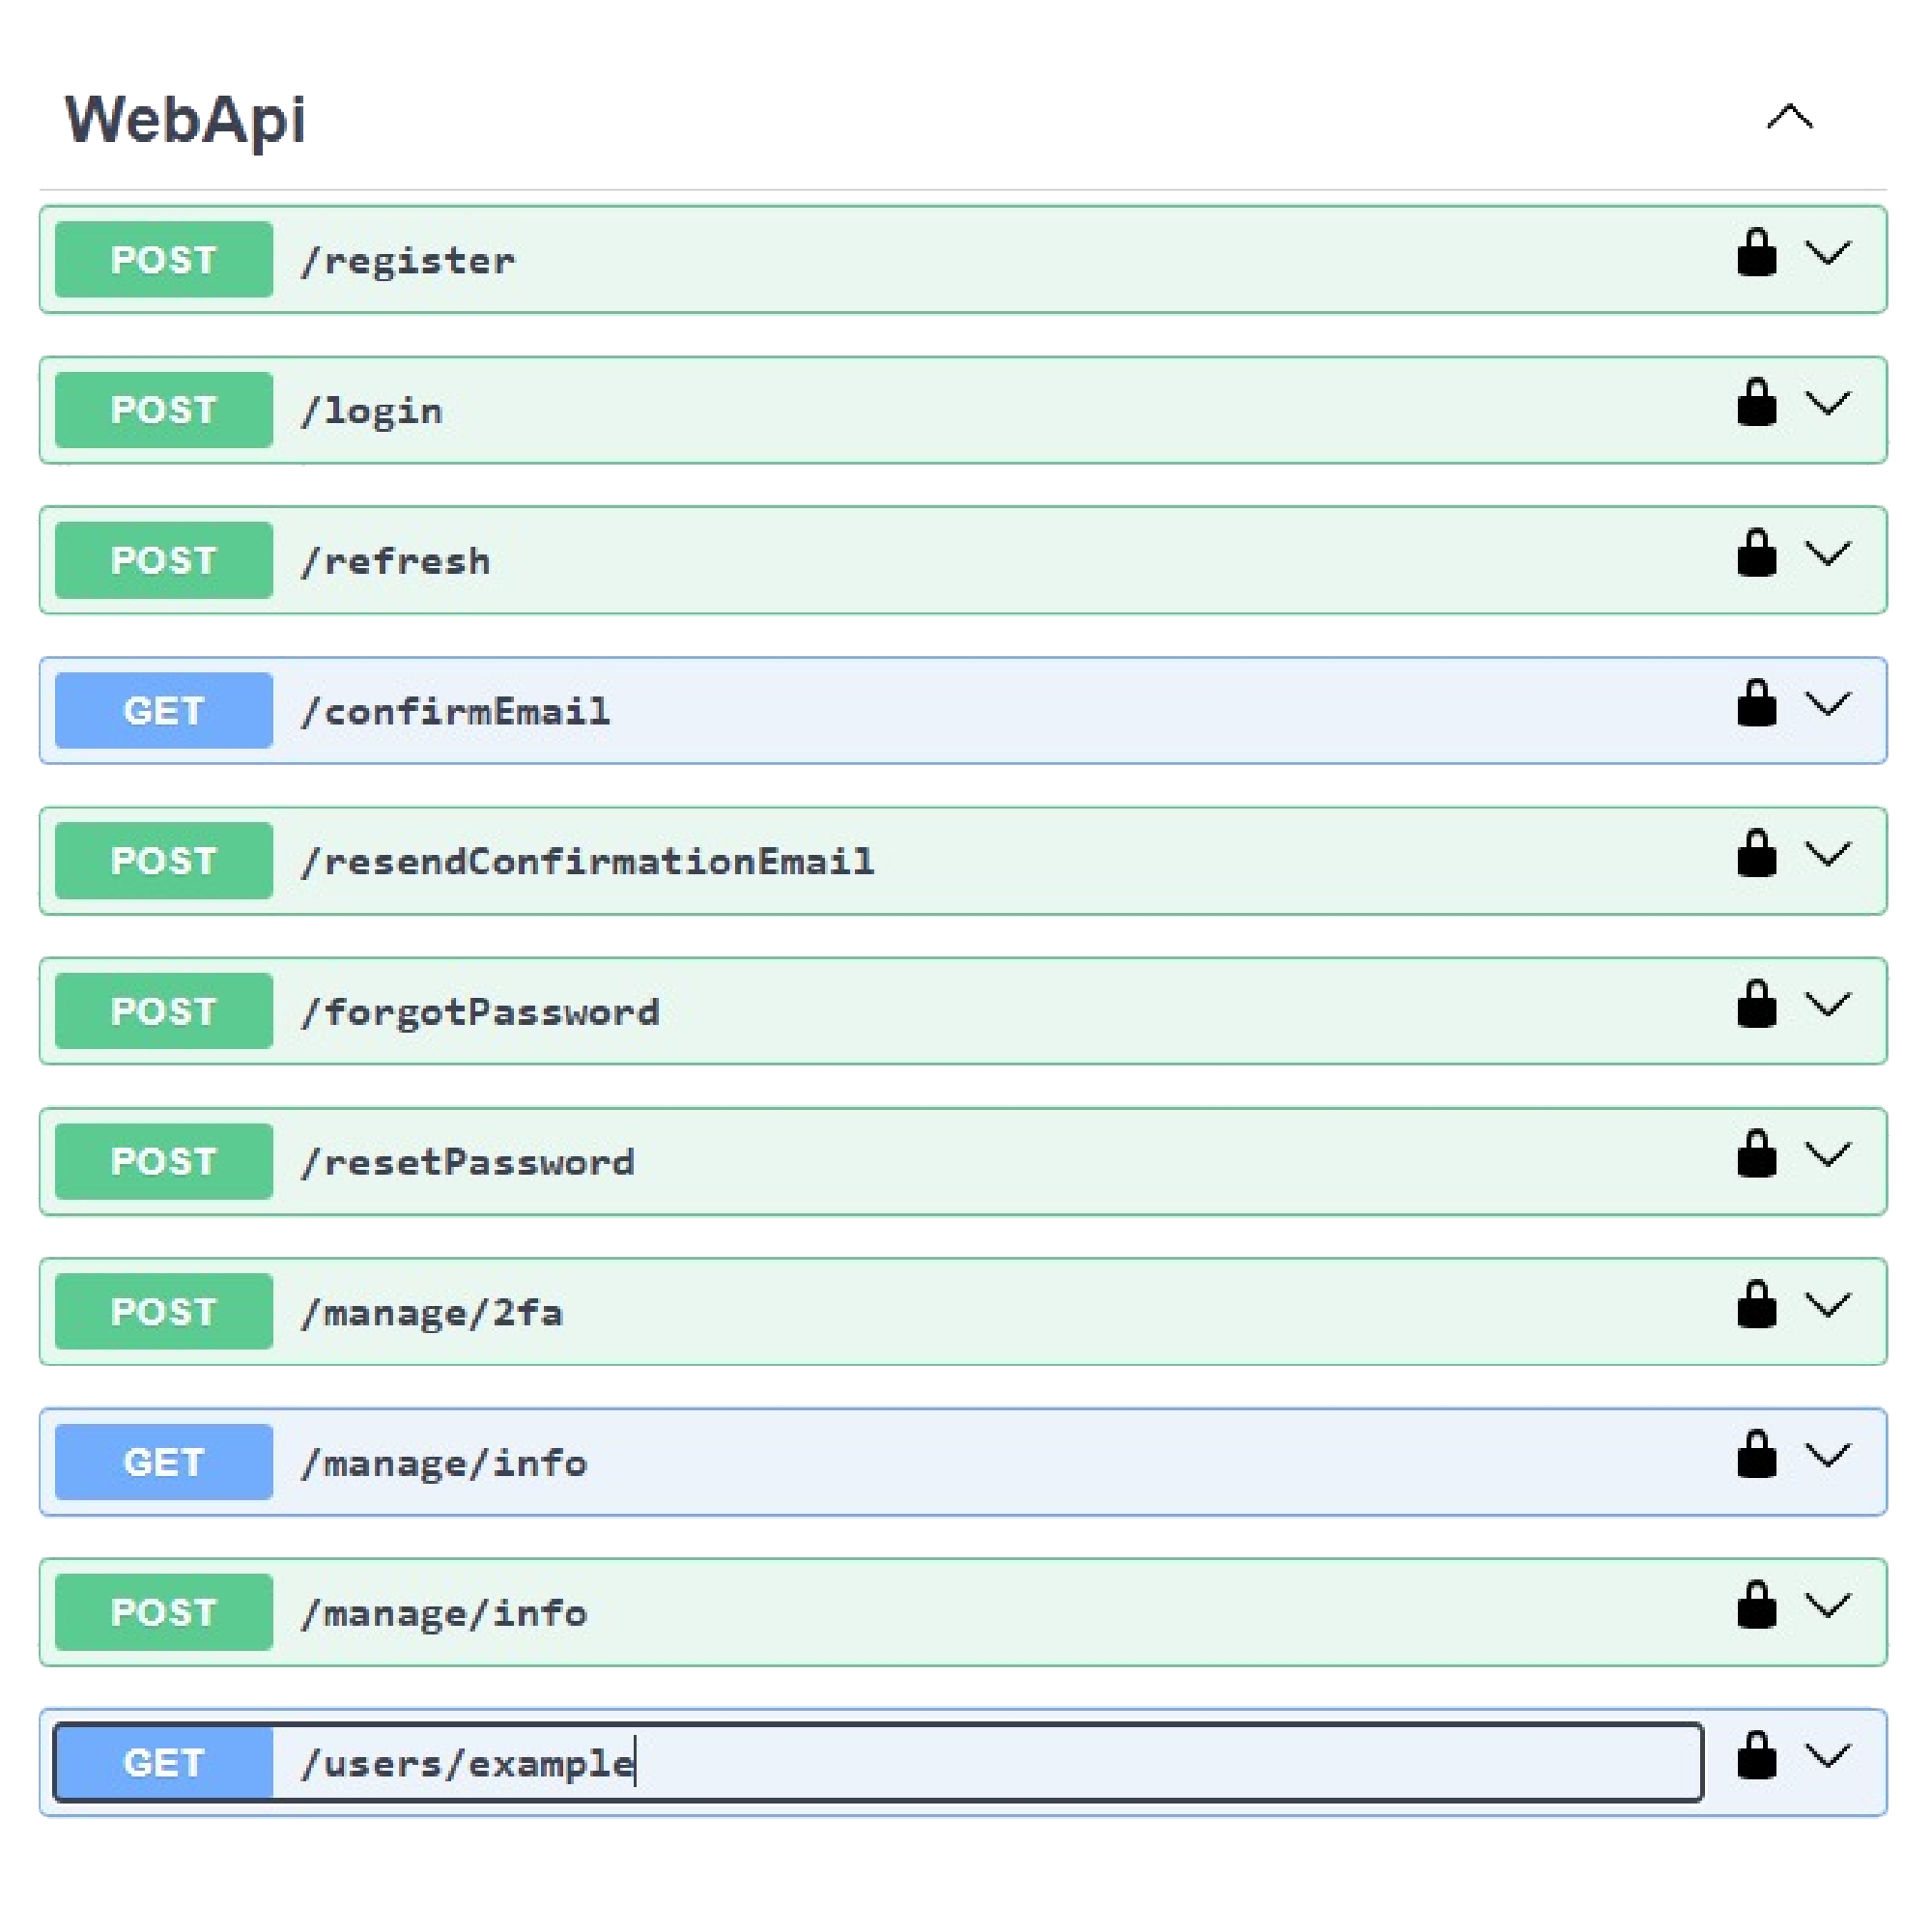 WebApi
POST /register
POST /login
POST /refresh
GET /confirmEmail
POST /resendConfirmationEmail
POST /forgotPassword
POST /resetPassword
POST /manage/2fa
GET /manage/info
POST /manage/info
GET /users/example